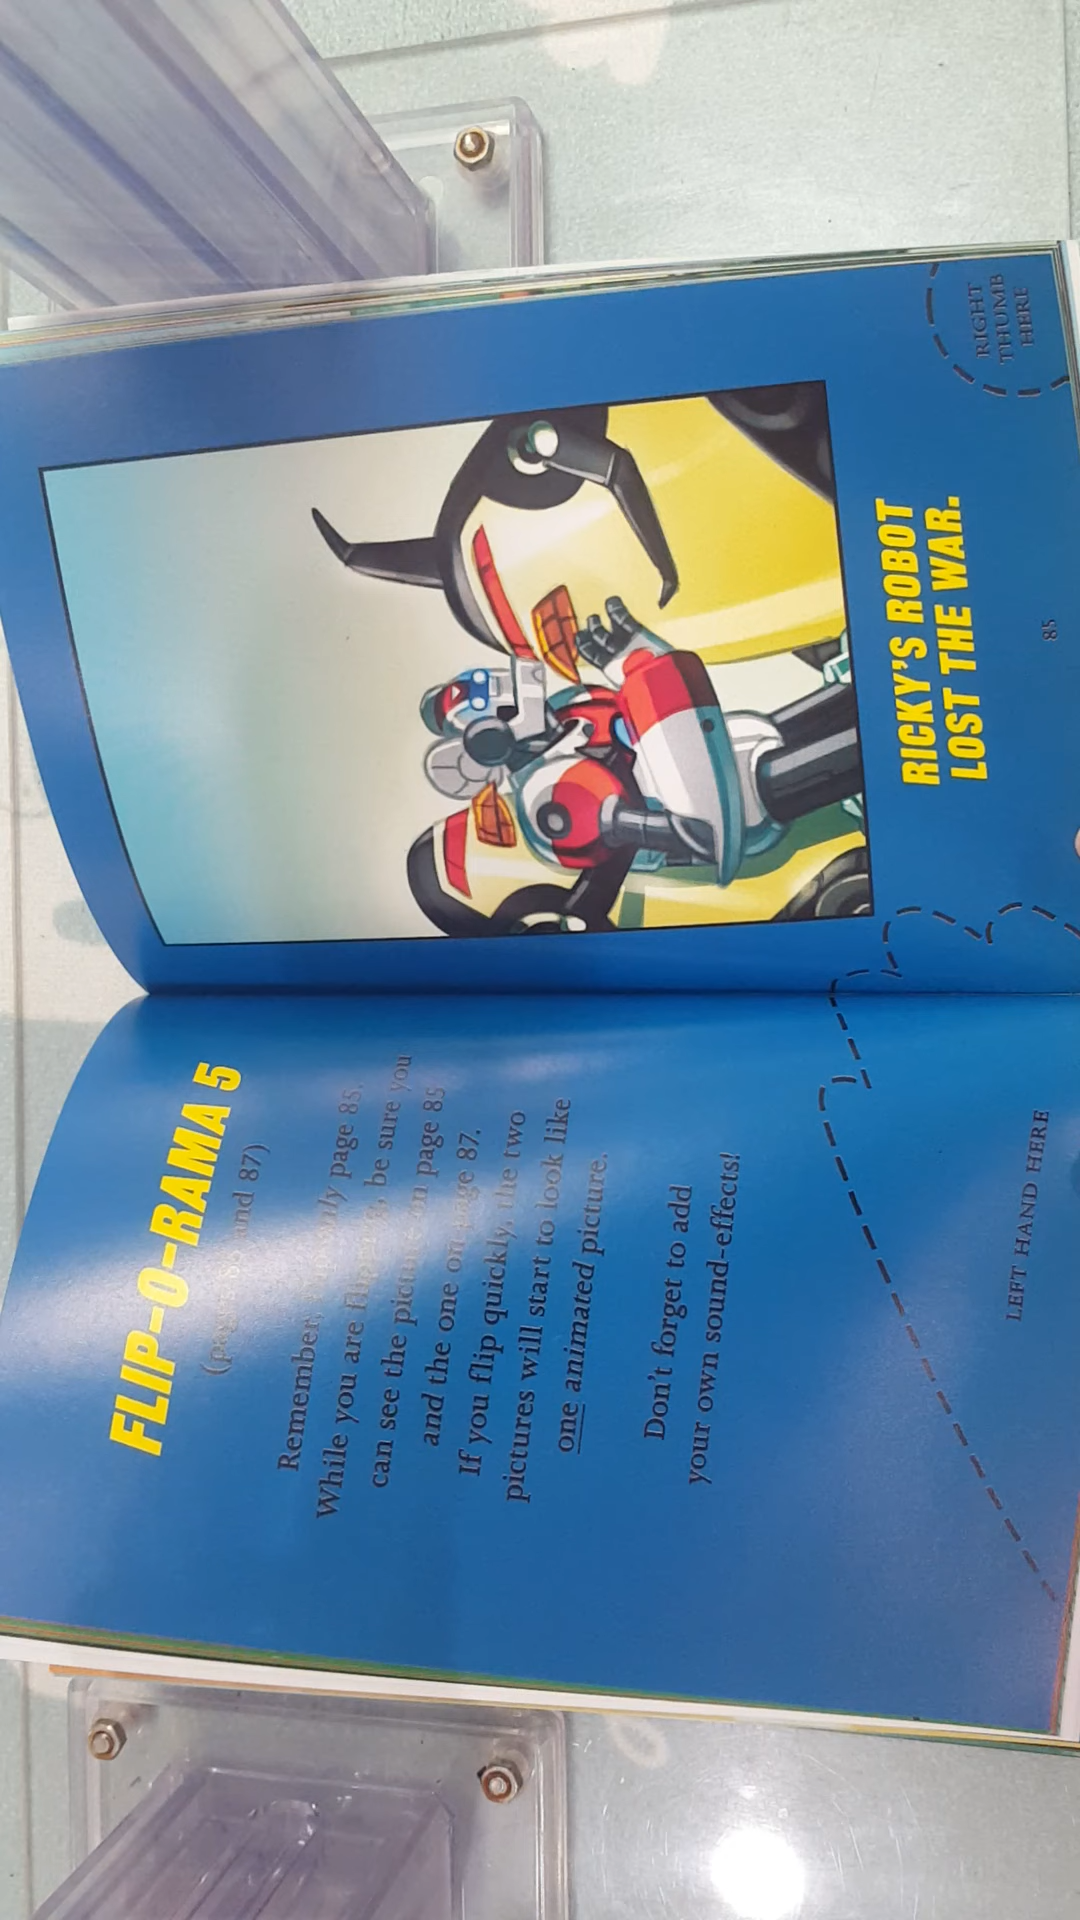 FLIP-O-RAMA 5
(pages and 87)
Remember, only page 85.
While you are flipping, be sure you
can see the picture on page 85
and the one on page 87.
If you flip quickly, the two
pictures will start to look like
one animated picture.
Don't forget to add
your own sound-effects!
LEFT HAND HERE
RICKY'S ROBOT
LOST THE WAR.
85
RIGHT
THUMB
HERE